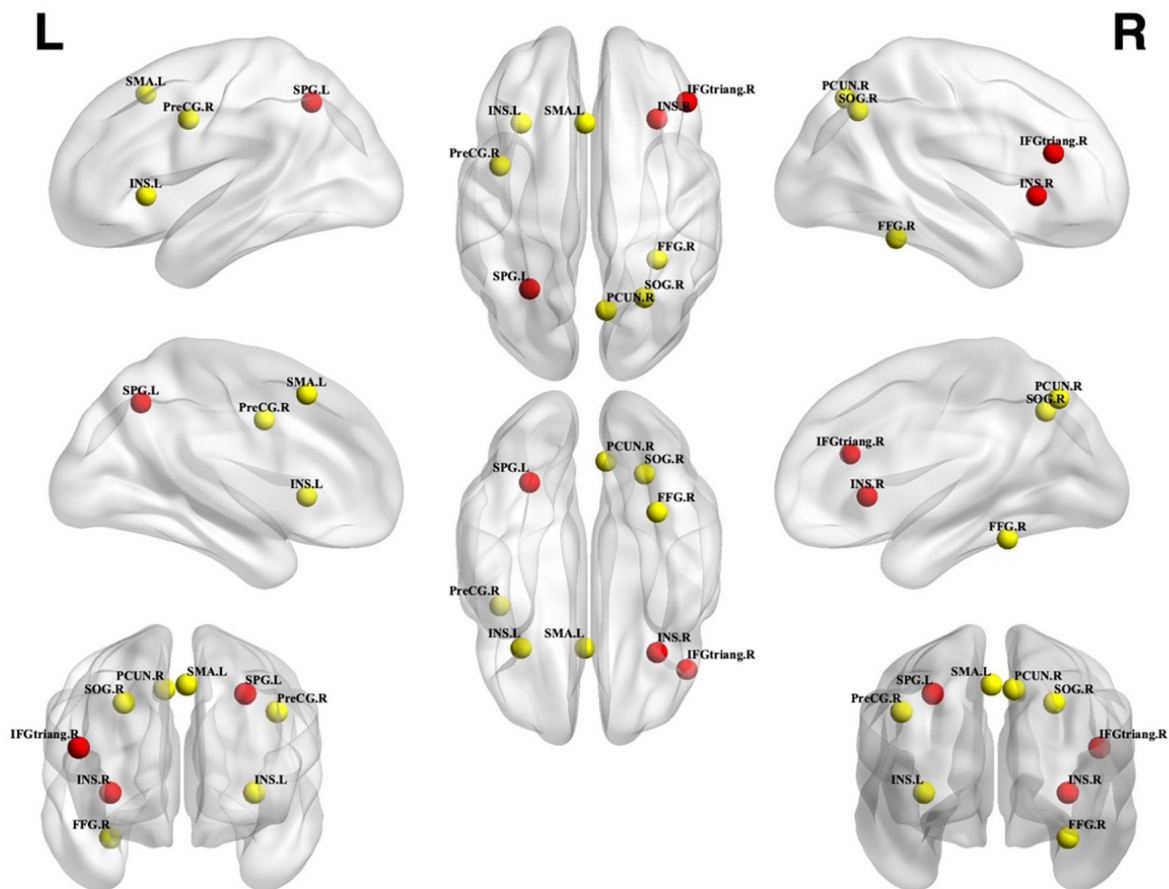 L
R
SMA.L
PreCG.R
SPG.L
INS.L
IFGtriang.R
INS.L
SMA.L
INS.R
PreCG.R
FFG.R
SPG.L
SOG.R
PCUN.R
PCUN.R
SOG.R
IFGtriang.R
INS.R
FFG.R
SPG.L
SMA.L
PreCG.R
INS.L
PCUN.R
SPG.L
SOG.R
FFG.R
PreCG.R
INS.L
SMA.L
INS.R
IFGtriang.R
PCUN.R
SOG.R
IFGtriang.R
INS.R
FFG.R
PCUN.R
SMA.L
SOG.R
SPG.L
PreCG.R
IFGtriang.R
INS.R
INS.L
FFG.R
SMA.L
PCUN.R
SPG.L
SOG.R
PreCG.R
IFGtriang.R
INS.L
INS.R
FFG.R